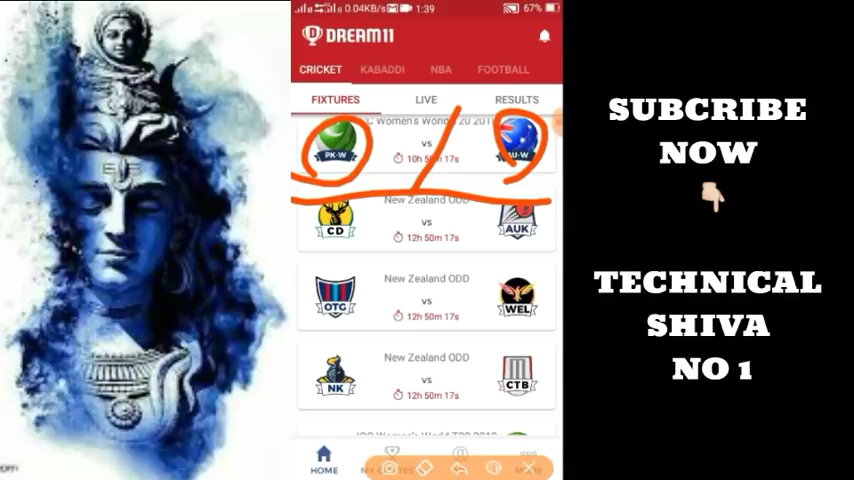 0.04KB/s
1:39
67%
DREAM11
CRICKET KABADDI NBA FOOTBALL
FIXTURES LIVE RESULTS
Women's World
PK-W
vs
AU-W
17s
New Zealand ODD
CD
vs
AUK
12h 50m 17s
New Zealand ODD
OTG
vs
WEL
12h 50m 17s
New Zealand ODD
NK
vs
CTB
12h 50m 17s
HOME
SUBCRIBE
NOW
👇🏻
TECHNICAL
SHIVA
NO 1